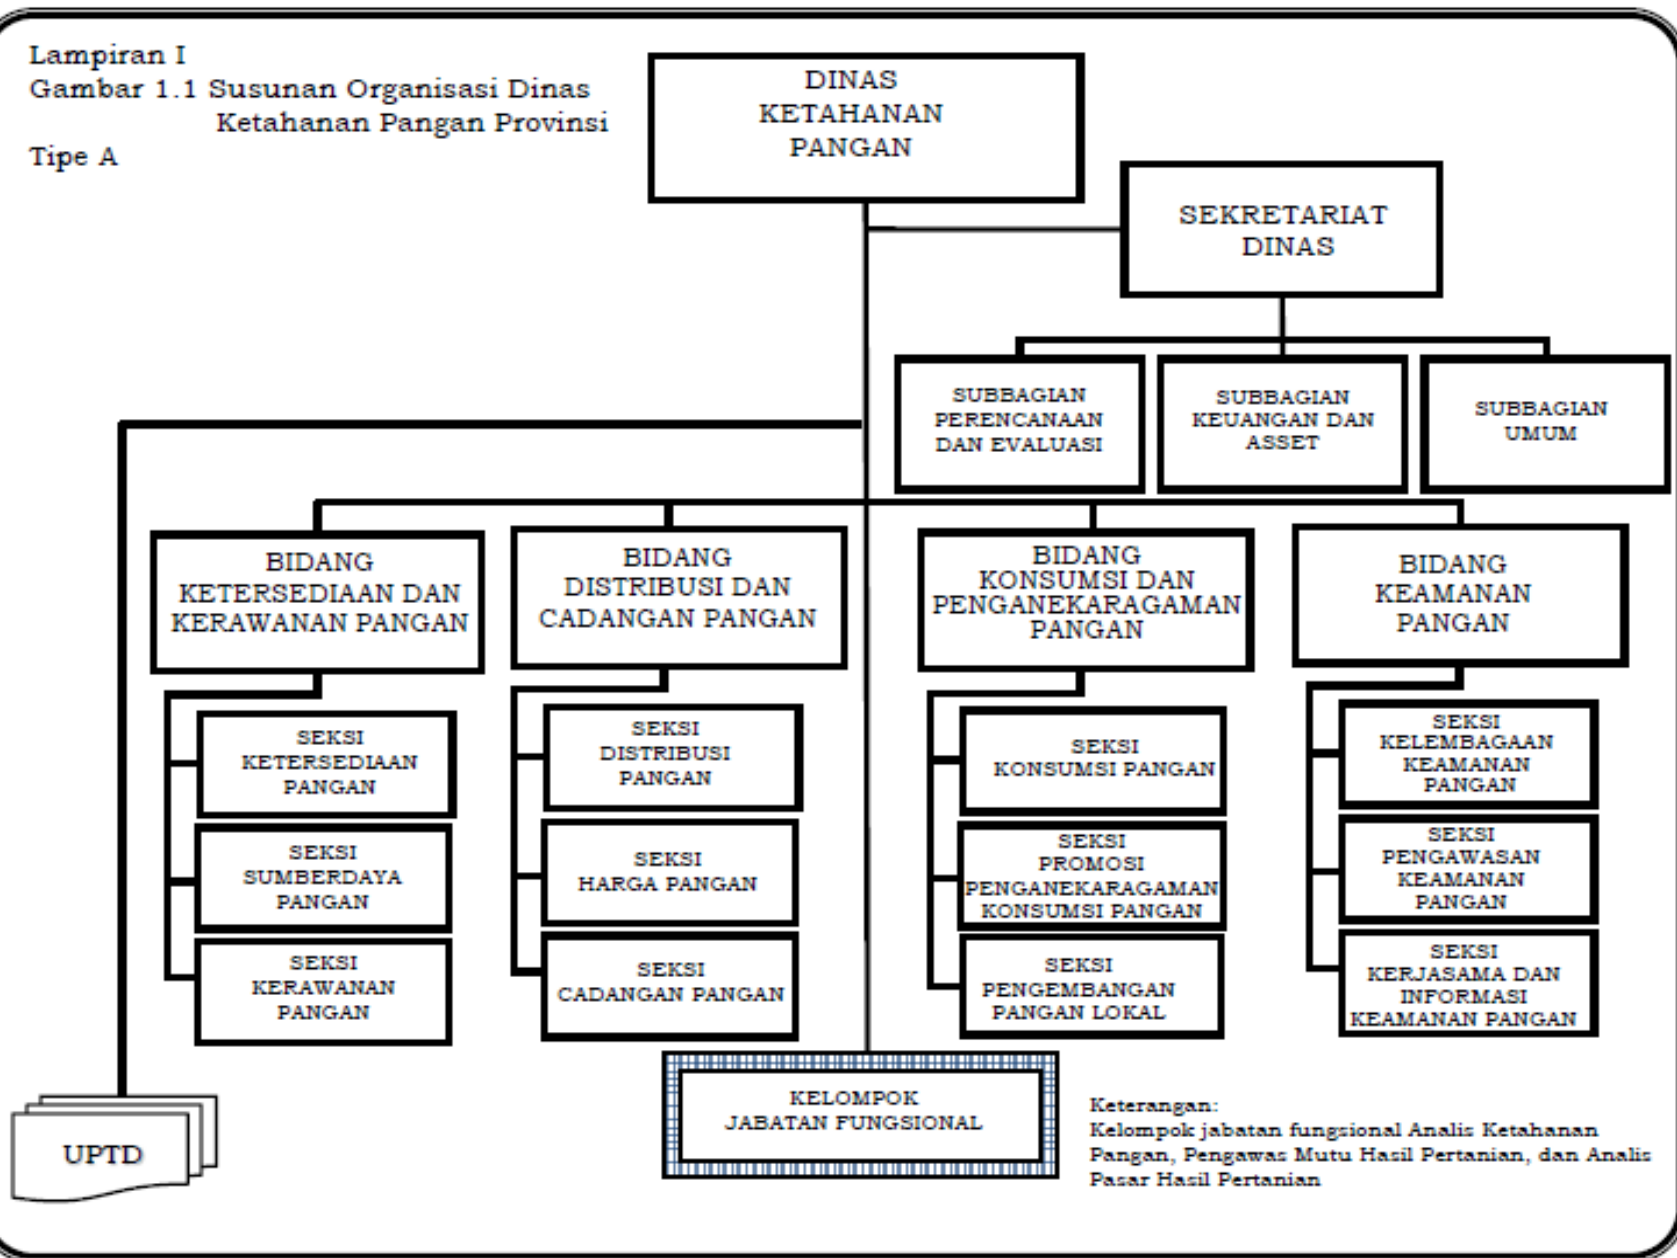 Lampiran I
Gambar 1.1 Susunan Organisasi Dinas
Ketahanan Pangan Provinsi
Tipe A
DINAS
KETAHANAN
PANGAN
SEKRETARIAT
DINAS
SUBBAGIAN
PERENCANAAN
DAN EVALUASI
SUBBAGIAN
KEUANGAN DAN
ASSET
SUBBAGIAN
UMUM
BIDANG
KETERSEDIAAN DAN
KERAWANAN PANGAN
BIDANG
DISTRIBUSI DAN
CADANGAN PANGAN
BIDANG
KONSUMSI DAN
PENGANEKARAGAMAN
PANGAN
BIDANG
KEAMANAN
PANGAN
SEKSI
KETERSEDIAAN
PANGAN
SEKSI
SUMBERDAYA
PANGAN
SEKSI
KERAWANAN
PANGAN
SEKSI
DISTRIBUSI
PANGAN
SEKSI
HARGA PANGAN
SEKSI
CADANGAN PANGAN
SEKSI
KONSUMSI PANGAN
SEKSI
PROMOSI
PENGANEKARAGAMAN
KONSUMSI PANGAN
SEKSI
PENGEMBANGAN
PANGAN LOKAL
SEKSI
KELEMBAGAAN
KEAMANAN
PANGAN
SEKSI
PENGAWASAN
KEAMANAN
PANGAN
SEKSI
KERJASAMA DAN
INFORMASI
KEAMANAN PANGAN
UPTD
KELOMPOK
JABATAN FUNGSIONAL
Keterangan:
Kelompok jabatan fungsional Analis Ketahanan
Pangan, Pengawas Mutu Hasil Pertanian, dan Analis
Pasar Hasil Pertanian